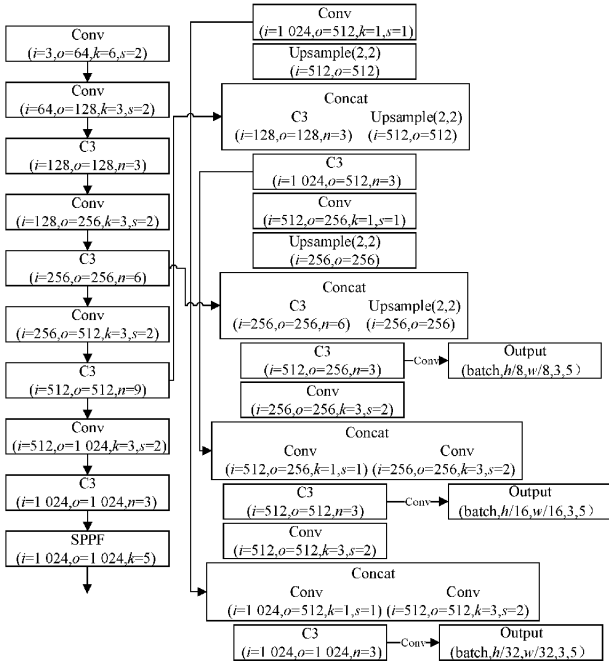 Conv
(i=3,o=64,k=6,s=2)
Conv
(i=64,o=128,k=3,s=2)
C3
(i=128,o=128,n=3)
Conv
(i=128,o=256,k=3,s=2)
C3
(i=256,o=256,n=6)
Conv
(i=256,o=512,k=3,s=2)
C3
(i=512,o=512,n=9)
Conv
(i=512,o=1 024,k=3,s=2)
C3
(i=1 024,o=1 024,n=3)
SPPF
(i=1 024,o=1 024,k=5)
Conv
(i=1 024,o=512,k=1,s=1)
Upsample(2,2)
(i=512,o=512)
Concat
C3 Upsample(2,2)
(i=128,o=128,n=3) (i=512,o=512)
C3
(i=1 024,o=512,n=3)
Conv
(i=512,o=256,k=1,s=1)
Upsample(2,2)
(i=256,o=256)
Concat
C3 Upsample(2,2)
(i=256,o=256,n=6) (i=256,o=256)
C3
(i=512,o=256,n=3)
Conv
Output
(batch,h/8,w/8,3,5)
Conv
(i=256,o=256,k=3,s=2)
Concat
Conv Conv
(i=512,o=256,k=1,s=1) (i=256,o=256,k=3,s=2)
C3
(i=512,o=512,n=3)
Conv
Output
(batch,h/16,w/16,3,5)
Conv
(i=512,o=512,k=3,s=2)
Concat
Conv Conv
(i=1 024,o=512,k=1,s=1) (i=512,o=512,k=3,s=2)
C3
(i=1 024,o=1 024,n=3)
Conv
Output
(batch,h/32,w/32,3,5)